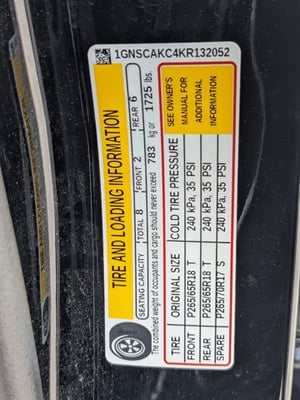 1GNSCAKC4KR132052
TIRE AND LOADING INFORMATION
SEATING CAPACITY TOTAL 8 FRONT 2 REAR 6
The combined weight of occupants and cargo should never exceed 783 kg or 1725 lbs.
TIRE ORIGINAL SIZE COLD TIRE PRESSURE
FRONT P265/65R18 T 240 kPa, 35 PSI
REAR P265/65R18 T 240 kPa, 35 PSI
SPARE P265/70R17 S 240 kPa, 35 PSI
SEE OWNER'S
MANUAL FOR
ADDITIONAL
INFORMATION